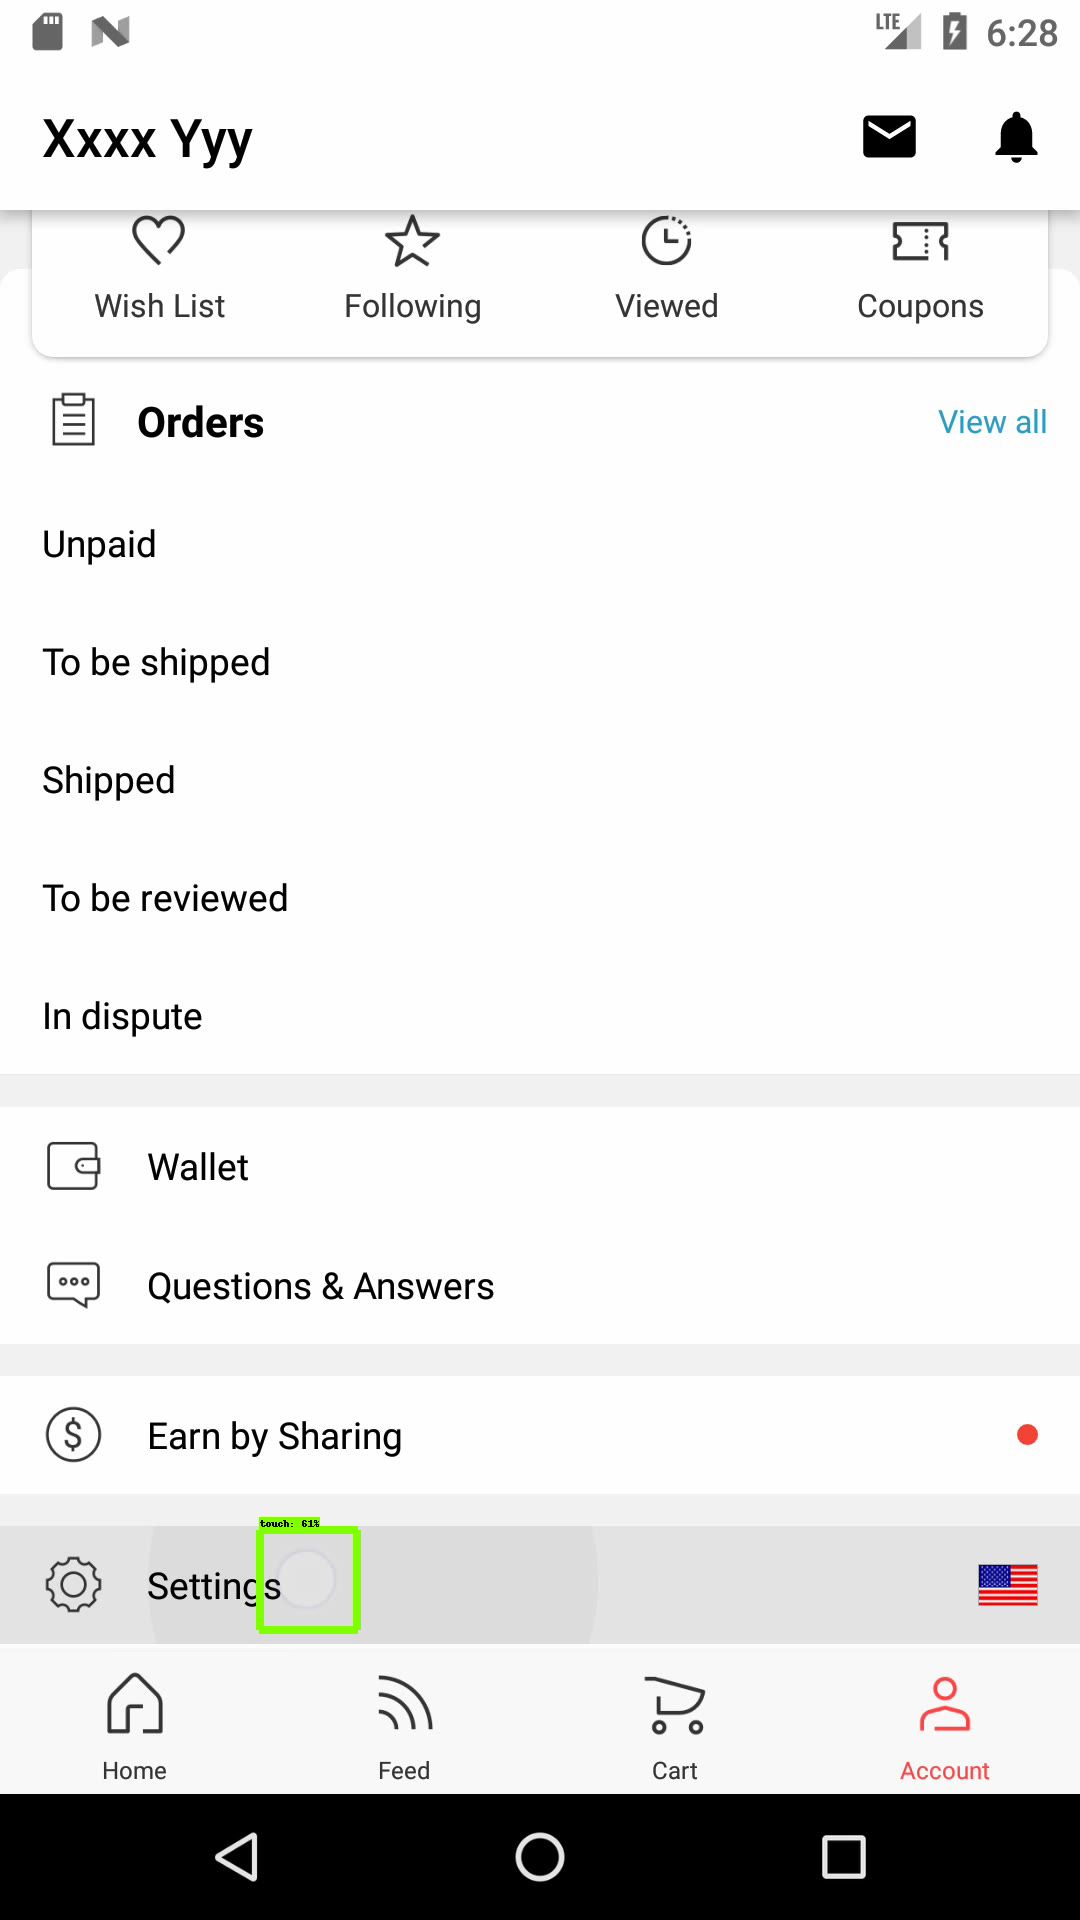 LTE 6:28
Xxxx Yyy
Wish List Following Viewed Coupons
Orders View all
Unpaid
To be shipped
Shipped
To be reviewed
In dispute
Wallet
Questions & Answers
$ Earn by Sharing
touch: 61%
Settings
Home Feed Cart Account